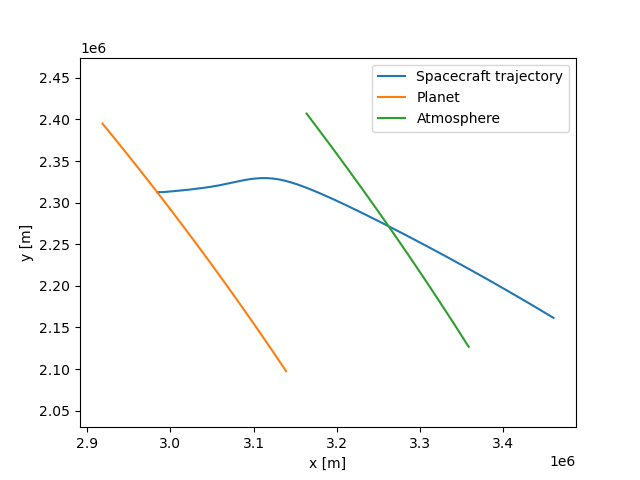 1e6
2.45
2.40
2.35
2.30
2.25
2.20
2.15
2.10
2.05
y [m]
Spacecraft trajectory
Planet
Atmosphere
2.9
3.0
3.1
3.2
3.3
3.4
x [m]
1e6